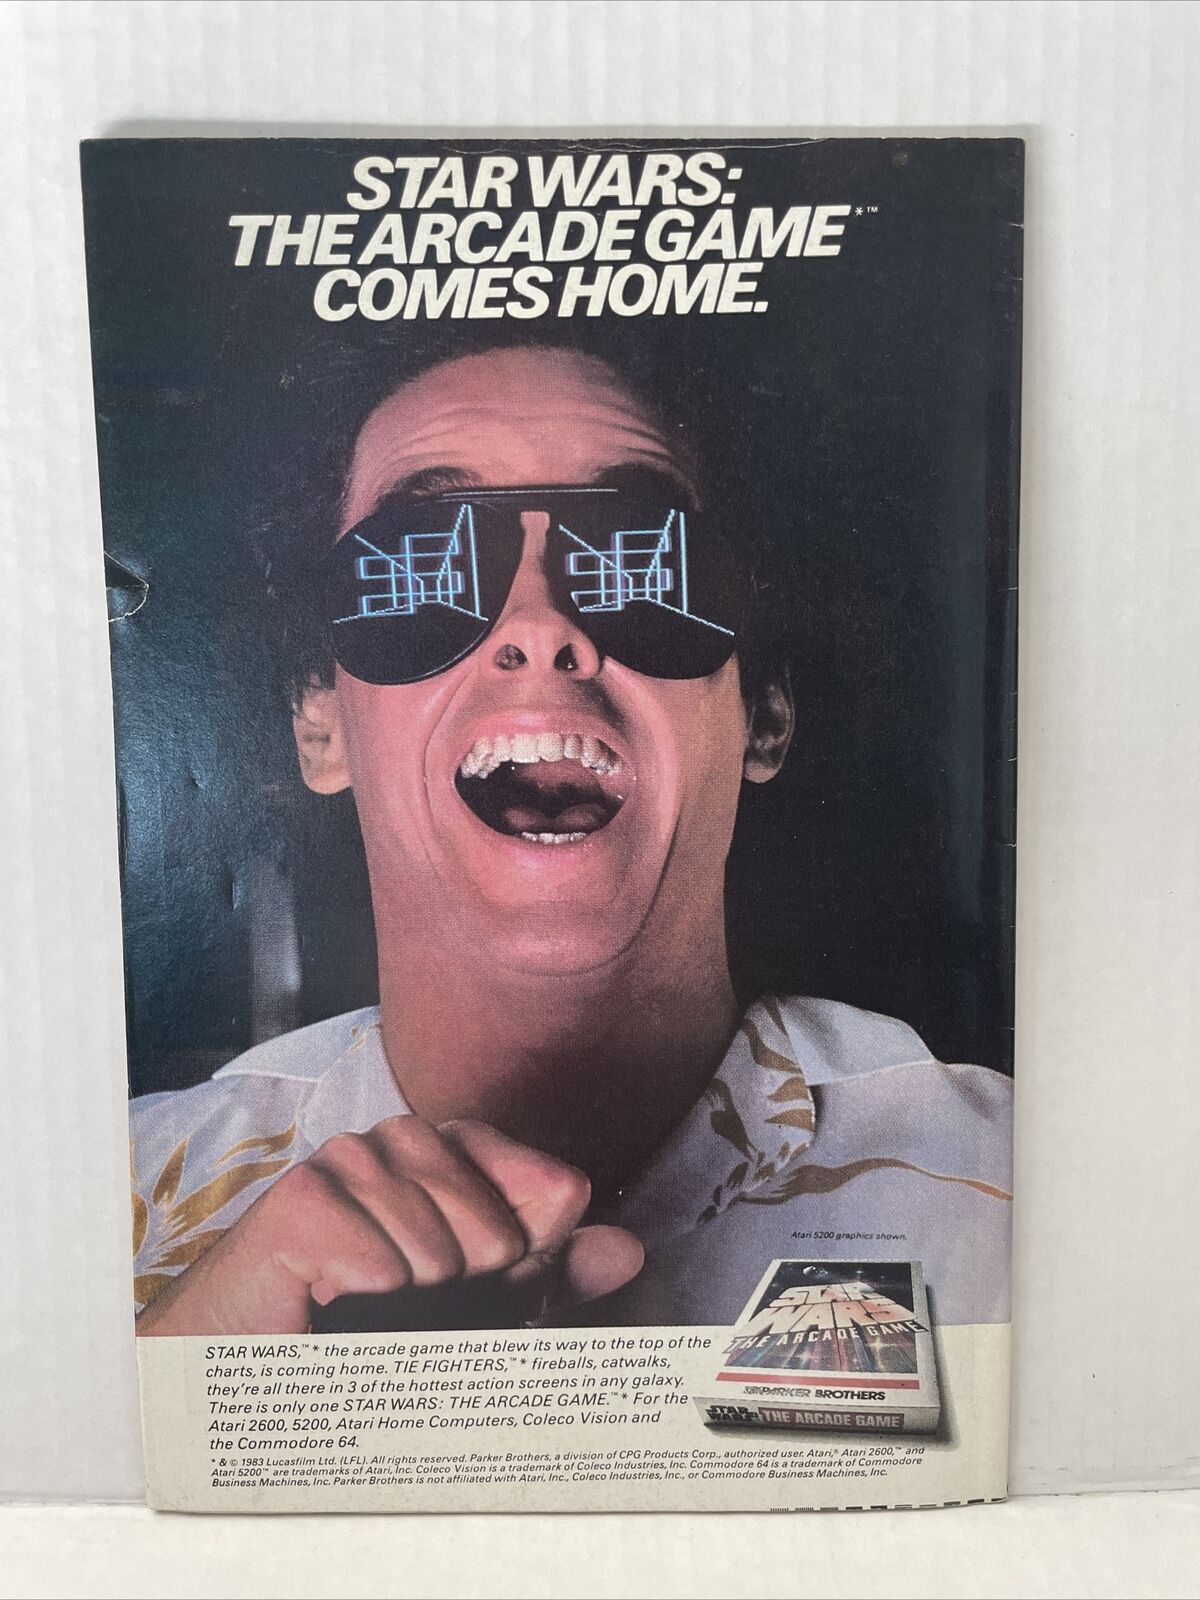 STAR WARS:
THE ARCADE GAME*™
COMES HOME.
Atari 5200 graphics shown.
STAR
WARS
THE ARCADE GAME
PARKER BROTHERS
STAR
WARS
THE ARCADE GAME
STAR WARS,™* the arcade game that blew its way to the top of the
charts, is coming home. TIE FIGHTERS,™* fireballs, catwalks,
they're all there in 3 of the hottest action screens in any galaxy.
There is only one STAR WARS: THE ARCADE GAME.™* For the
Atari 2600, 5200, Atari Home Computers, Coleco Vision and
the Commodore 64.
* & © 1983 Lucasfilm Ltd. (LFL). All rights reserved. Parker Brothers, a division of CPG Products Corp., authorized user. Atari,® Atari 2600,™ and
Atari 5200™ are trademarks of Atari, Inc. Coleco Vision is a trademark of Coleco Industries, Inc. Commodore 64 is a trademark of Commodore
Business Machines, Inc. Parker Brothers is not affiliated with Atari, Inc., Coleco Industries, Inc., or Commodore Business Machines, Inc.